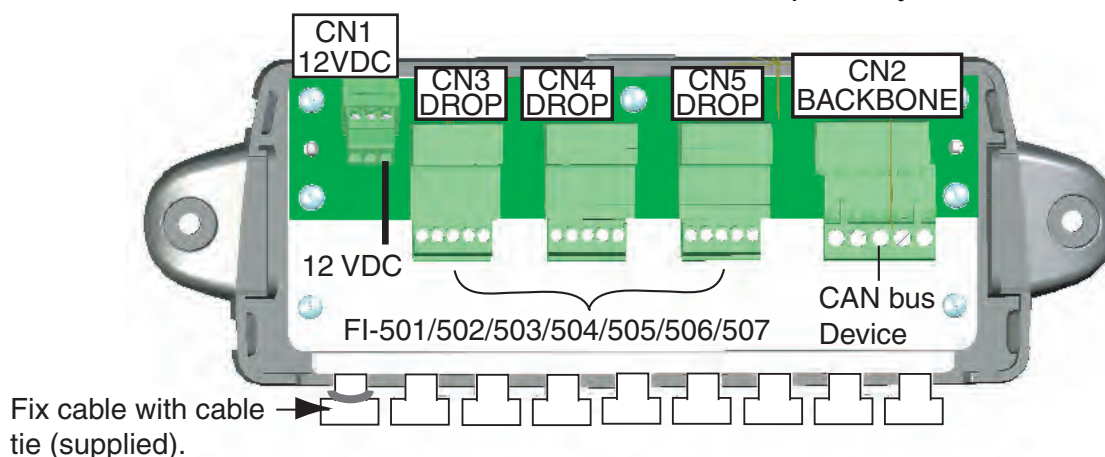 CN1
12VDC
CN3
DROP
CN4
DROP
CN5
DROP
CN2
BACKBONE
12 VDC
CAN bus
Device
FI-501/502/503/504/505/506/507
Fix cable with cable
tie (supplied).